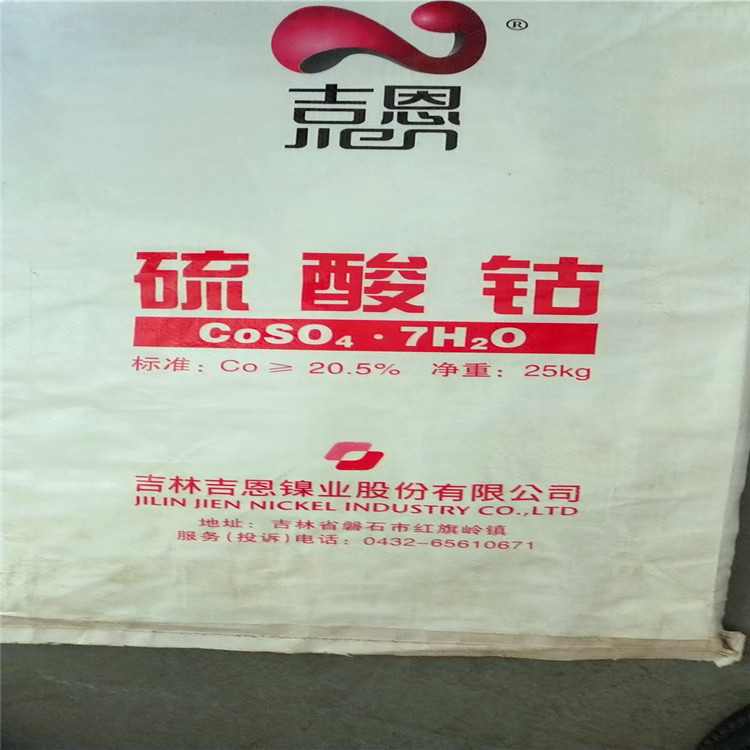 ®
吉恩
Jien
硫酸钴
CoSO₄·7H₂O
标准：Co≥20.5% 净重：25kg
吉林吉恩镍业股份有限公司
JILIN JIEN NICKEL INDUSTRY CO.,LTD
地址：吉林省磐石市红旗岭镇
服务(投诉)电话：0432-65610671